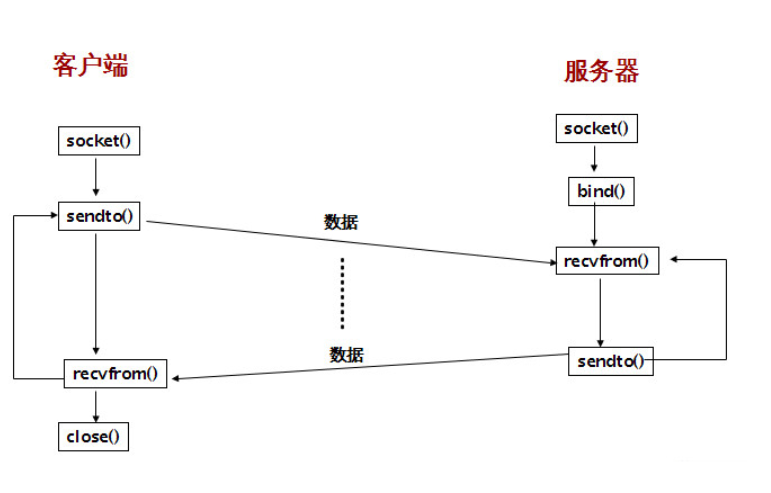 客户端
服务器
socket()
socket()
bind()
sendto()
数据
recvfrom()
数据
sendto()
recvfrom()
close()